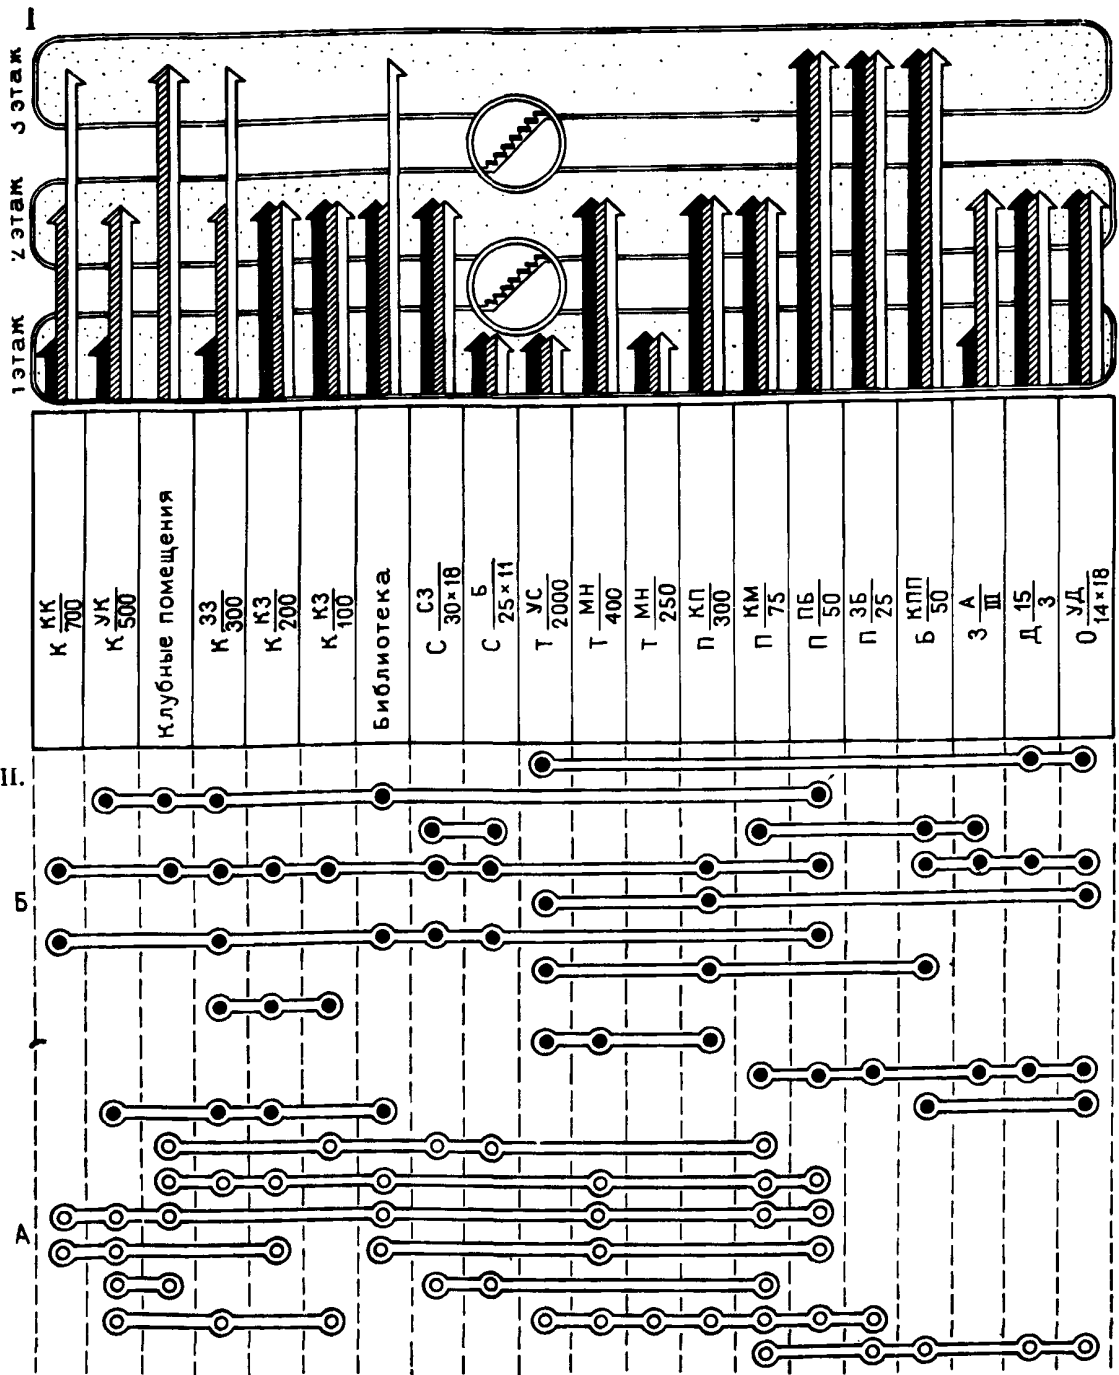 I
3 этаж
2 этаж
1 этаж
К КК/700
К УК/500
Клубные помещения
К ЗЗ/300
К КЗ/200
К КЗ/100
Библиотека
С СЗ/30×18
С Б/25×11
Т УС/2000
Т МН/400
Т МН/250
П КП/300
П КМ/75
П ПБ/50
П ЗБ/25
Б КПП/50
З А/III
Д 15/3
О УД/14×18
II.
Б
А